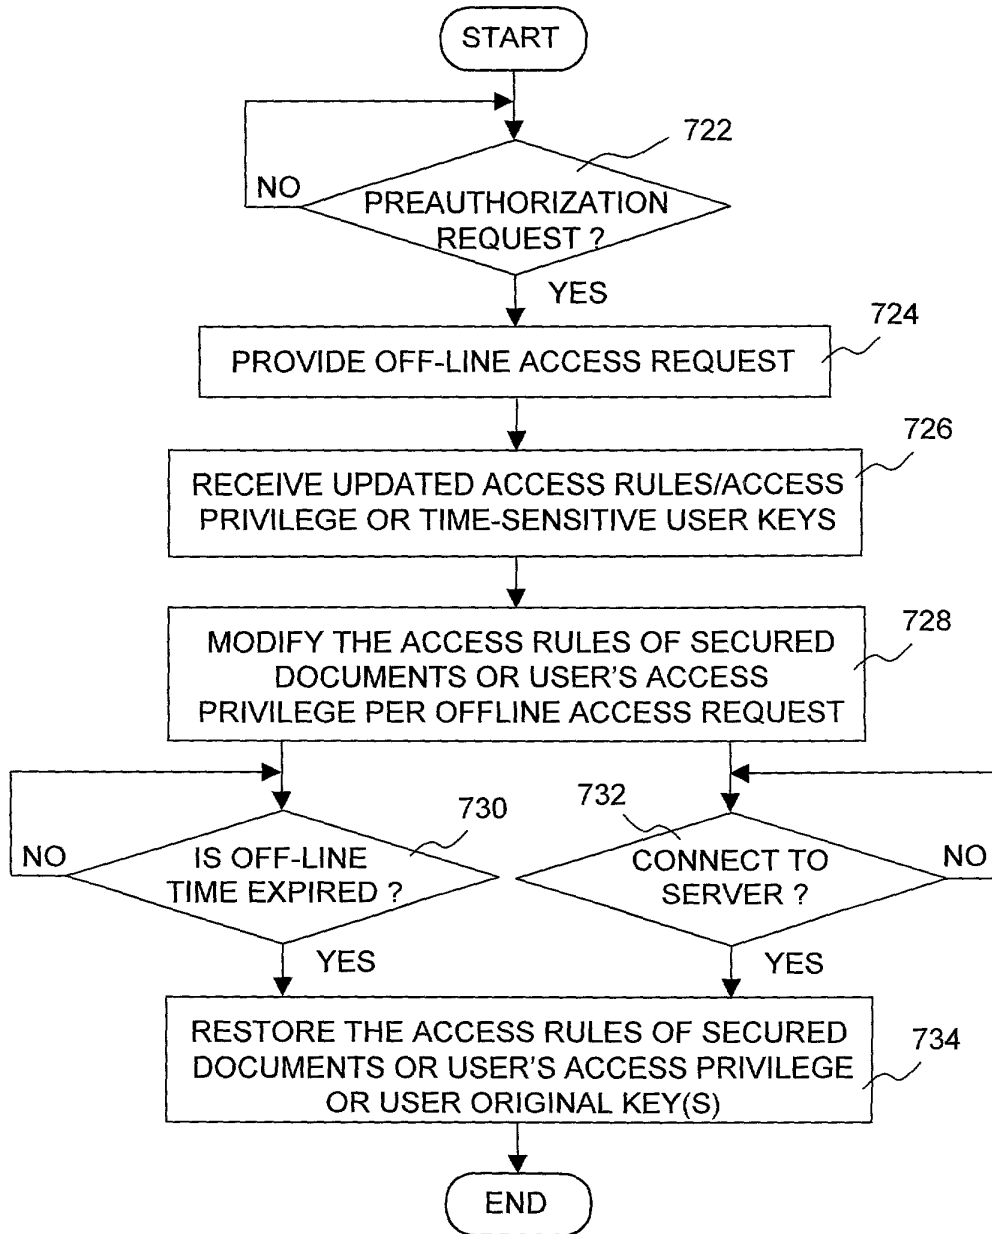 START
722
NO
PREAUTHORIZATION
REQUEST ?
YES
724
PROVIDE OFF-LINE ACCESS REQUEST
726
RECEIVE UPDATED ACCESS RULES/ACCESS
PRIVILEGE OR TIME-SENSITIVE USER KEYS
728
MODIFY THE ACCESS RULES OF SECURED
DOCUMENTS OR USER'S ACCESS
PRIVILEGE PER OFFLINE ACCESS REQUEST
730
NO
IS OFF-LINE
TIME EXPIRED ?
YES
732
CONNECT TO
SERVER ?
NO
YES
734
RESTORE THE ACCESS RULES OF SECURED
DOCUMENTS OR USER'S ACCESS PRIVILEGE
OR USER ORIGINAL KEY(S)
END